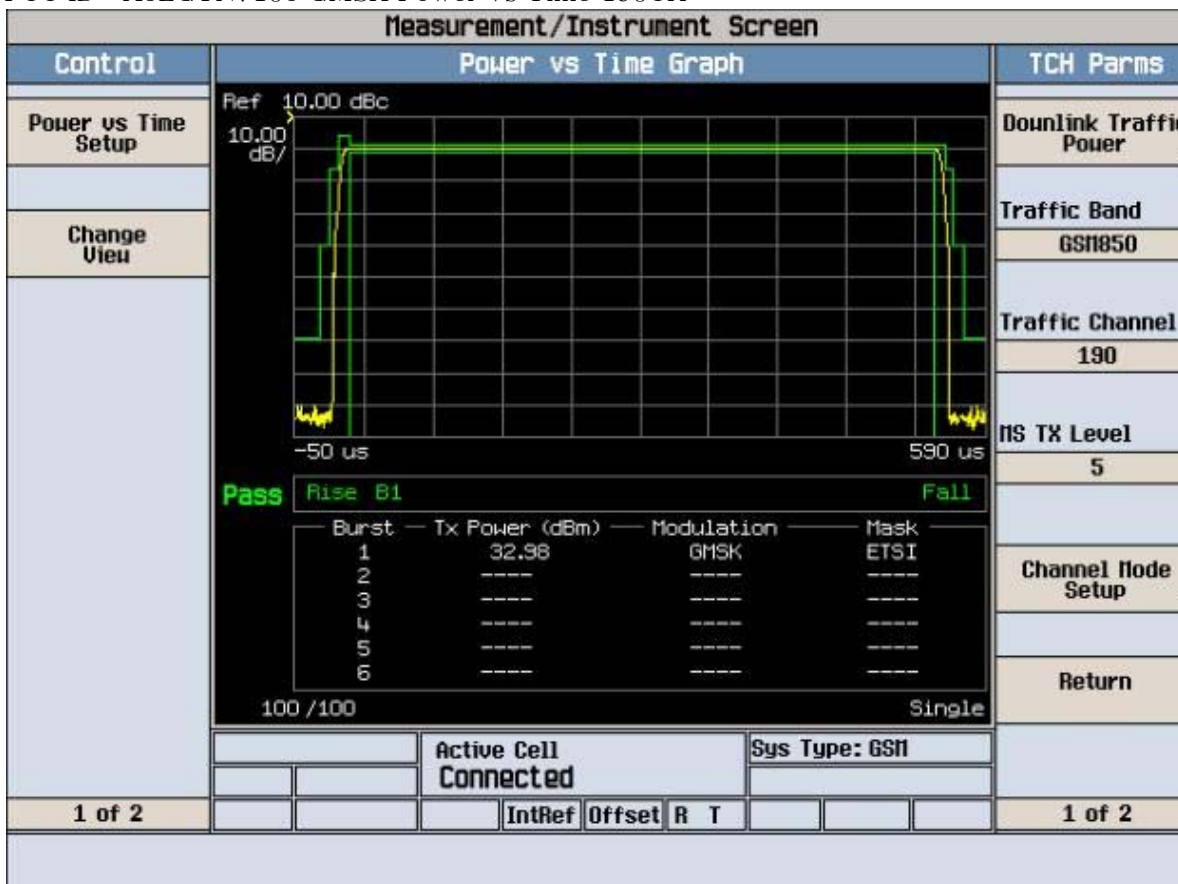 Measurement/Instrument Screen
Control
Power vs Time Graph
TCH Parms
Power vs Time
Setup
Change
View
1 of 2
Ref 10.00 dBc
10.00
dB/
-50 us
590 us
Pass
Rise B1
Fall
Burst Tx Power (dBm) Modulation Mask
1 32.98 GMSK ETSI
2 ---- ---- ----
3 ---- ---- ----
4 ---- ---- ----
5 ---- ---- ----
6 ---- ---- ----
100 /100
Single
Active Cell
Connected
Sys Type: GSM
IntRef Offset R T
Downlink Traffic
Power
Traffic Band
GSM850
Traffic Channel
190
MS TX Level
5
Channel Mode
Setup
Return
1 of 2